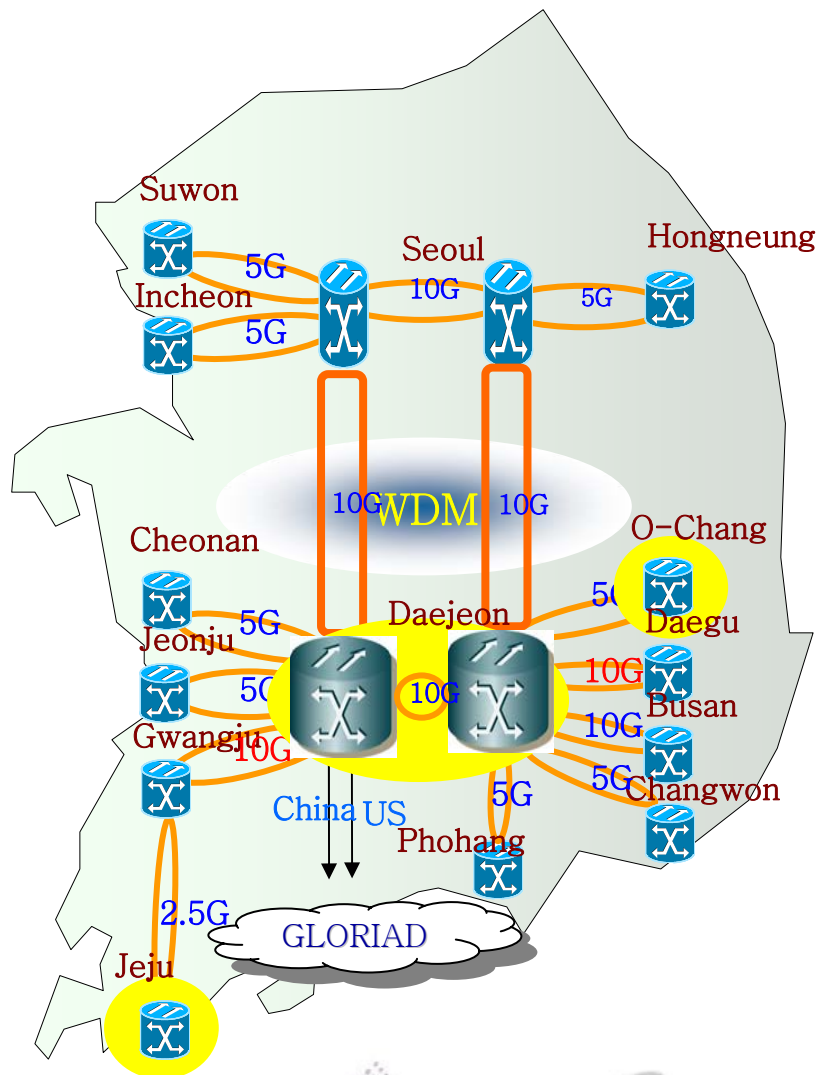 Suwon
Seoul
Hongneung
5G
Incheon
10G
5G
5G
10G
WDM
10G
O-Chang
Cheonan
5G
Daejeon
5G
Daegu
Jeonju
5G
10G
10G
Busan
Gwangju
10G
10G
5G
Changwon
5G
China
US
Phohang
2.5G
GLORIAD
Jeju